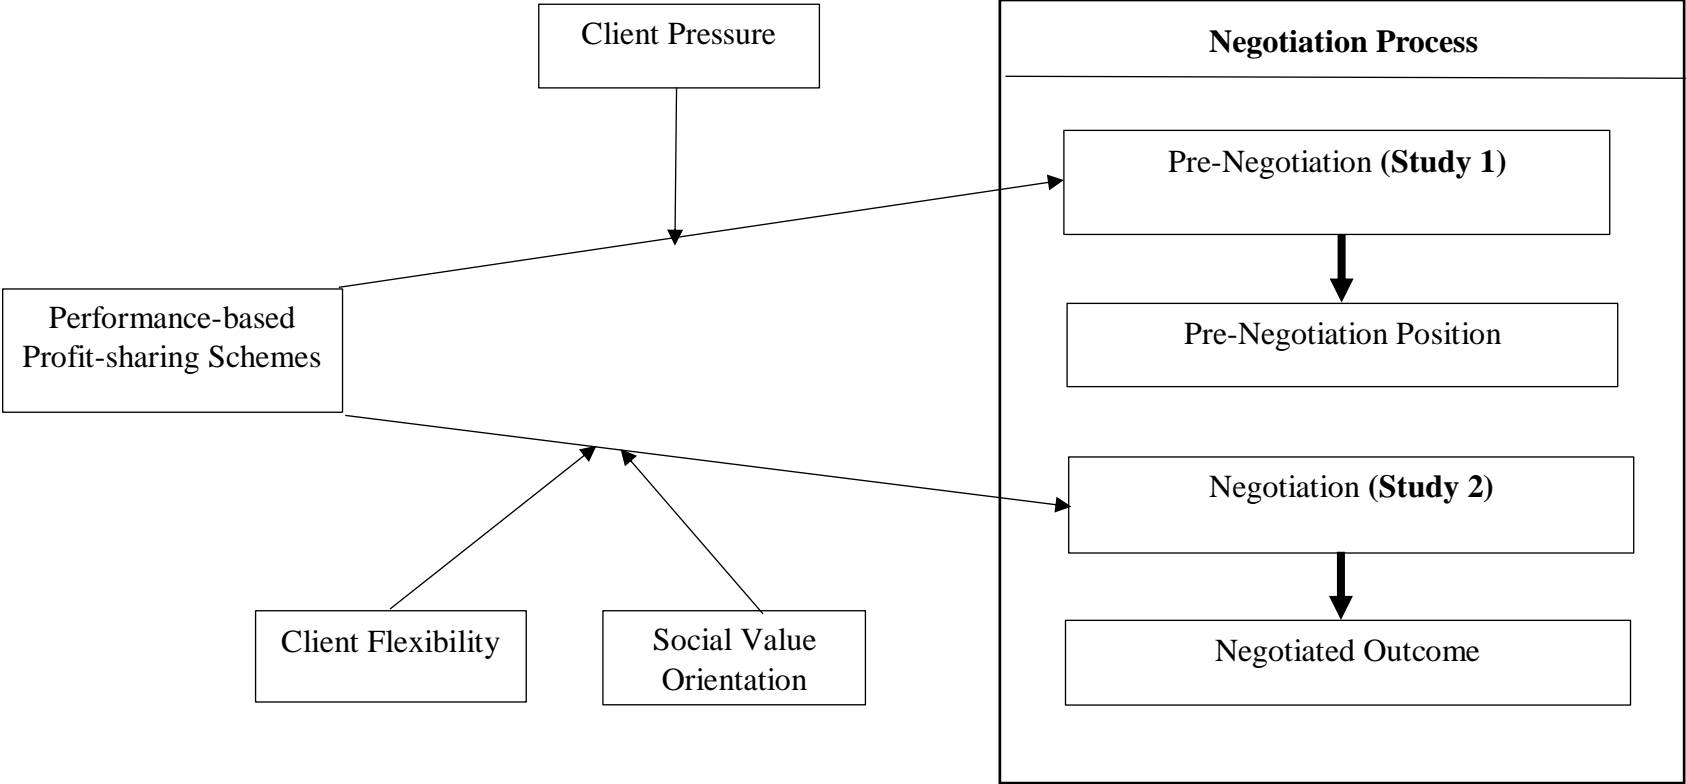 Client Pressure
Negotiation Process
Pre-Negotiation (Study 1)
Performance-based
Profit-sharing Schemes
Pre-Negotiation Position
Negotiation (Study 2)
Client Flexibility
Social Value
Orientation
Negotiated Outcome